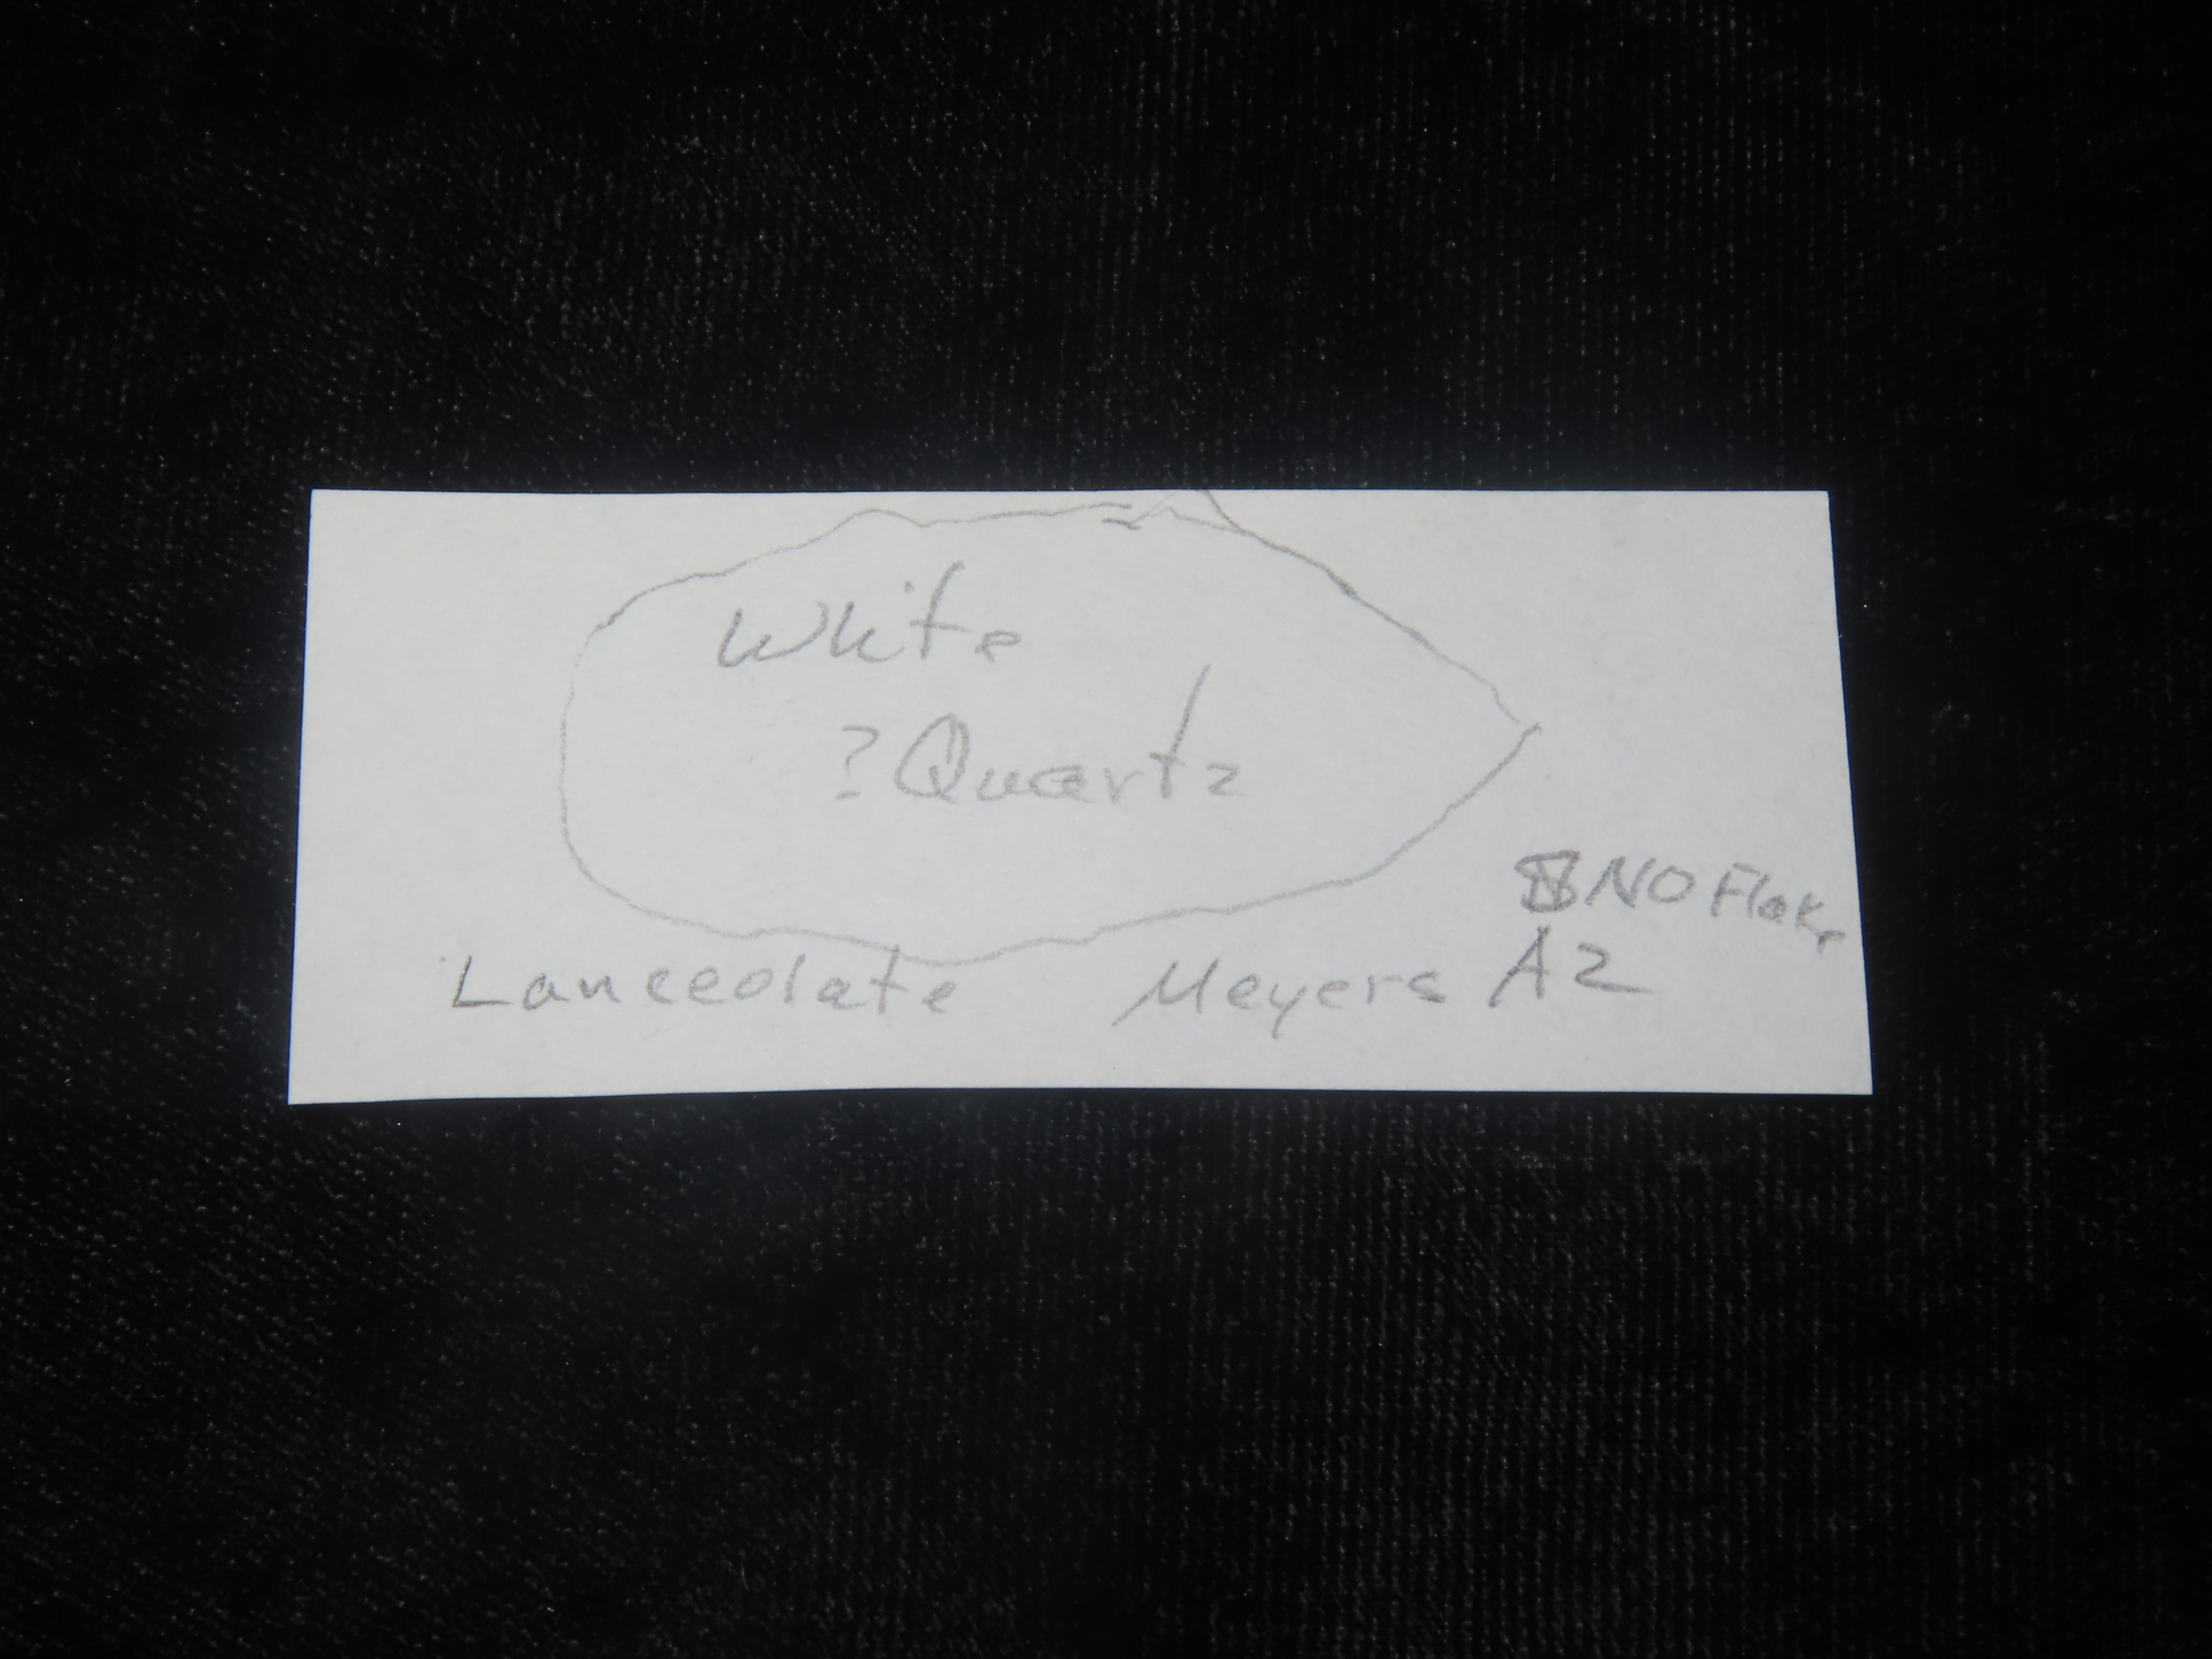 White
? Quartz
NO Flake
Lanceolate Meyers AZ